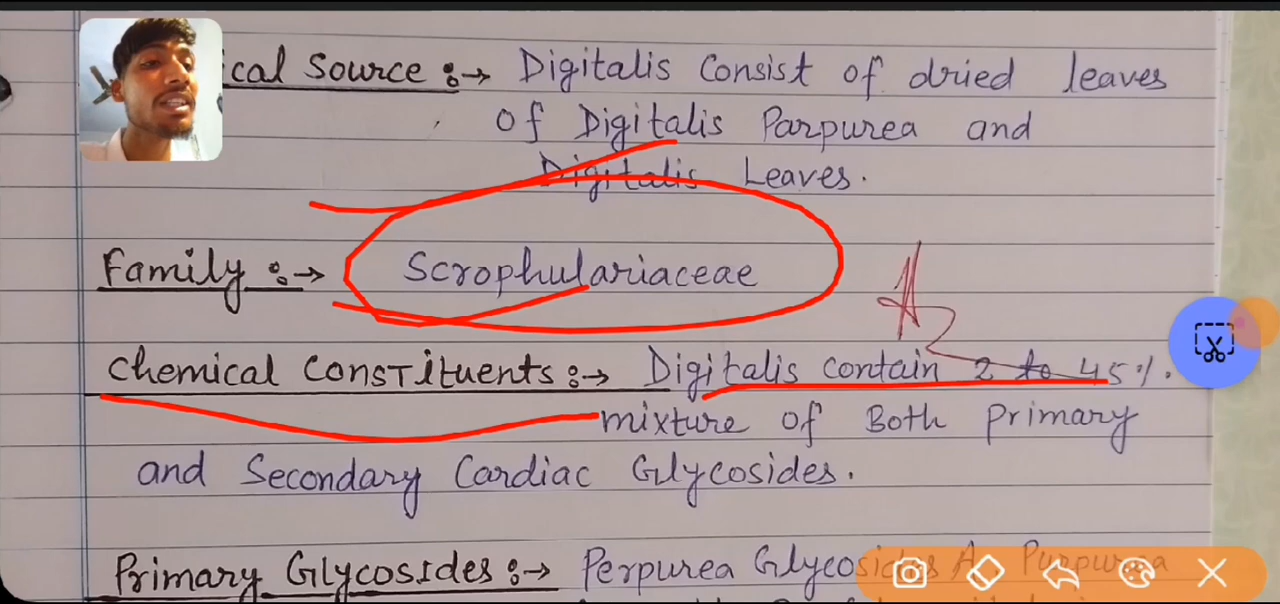 cal Source :→ Digitalis Consist of dried leaves
of Digitalis Parpurea and
Digitalis Leaves.
Family :→ Scrophulariaceae
Chemical Constituents :→ Digitalis contain 2 to 45%.
mixture of Both primary
and Secondary Cardiac Glycosides.
Primary Glycosides :→ Perpurea Glycosides A, Purpurea